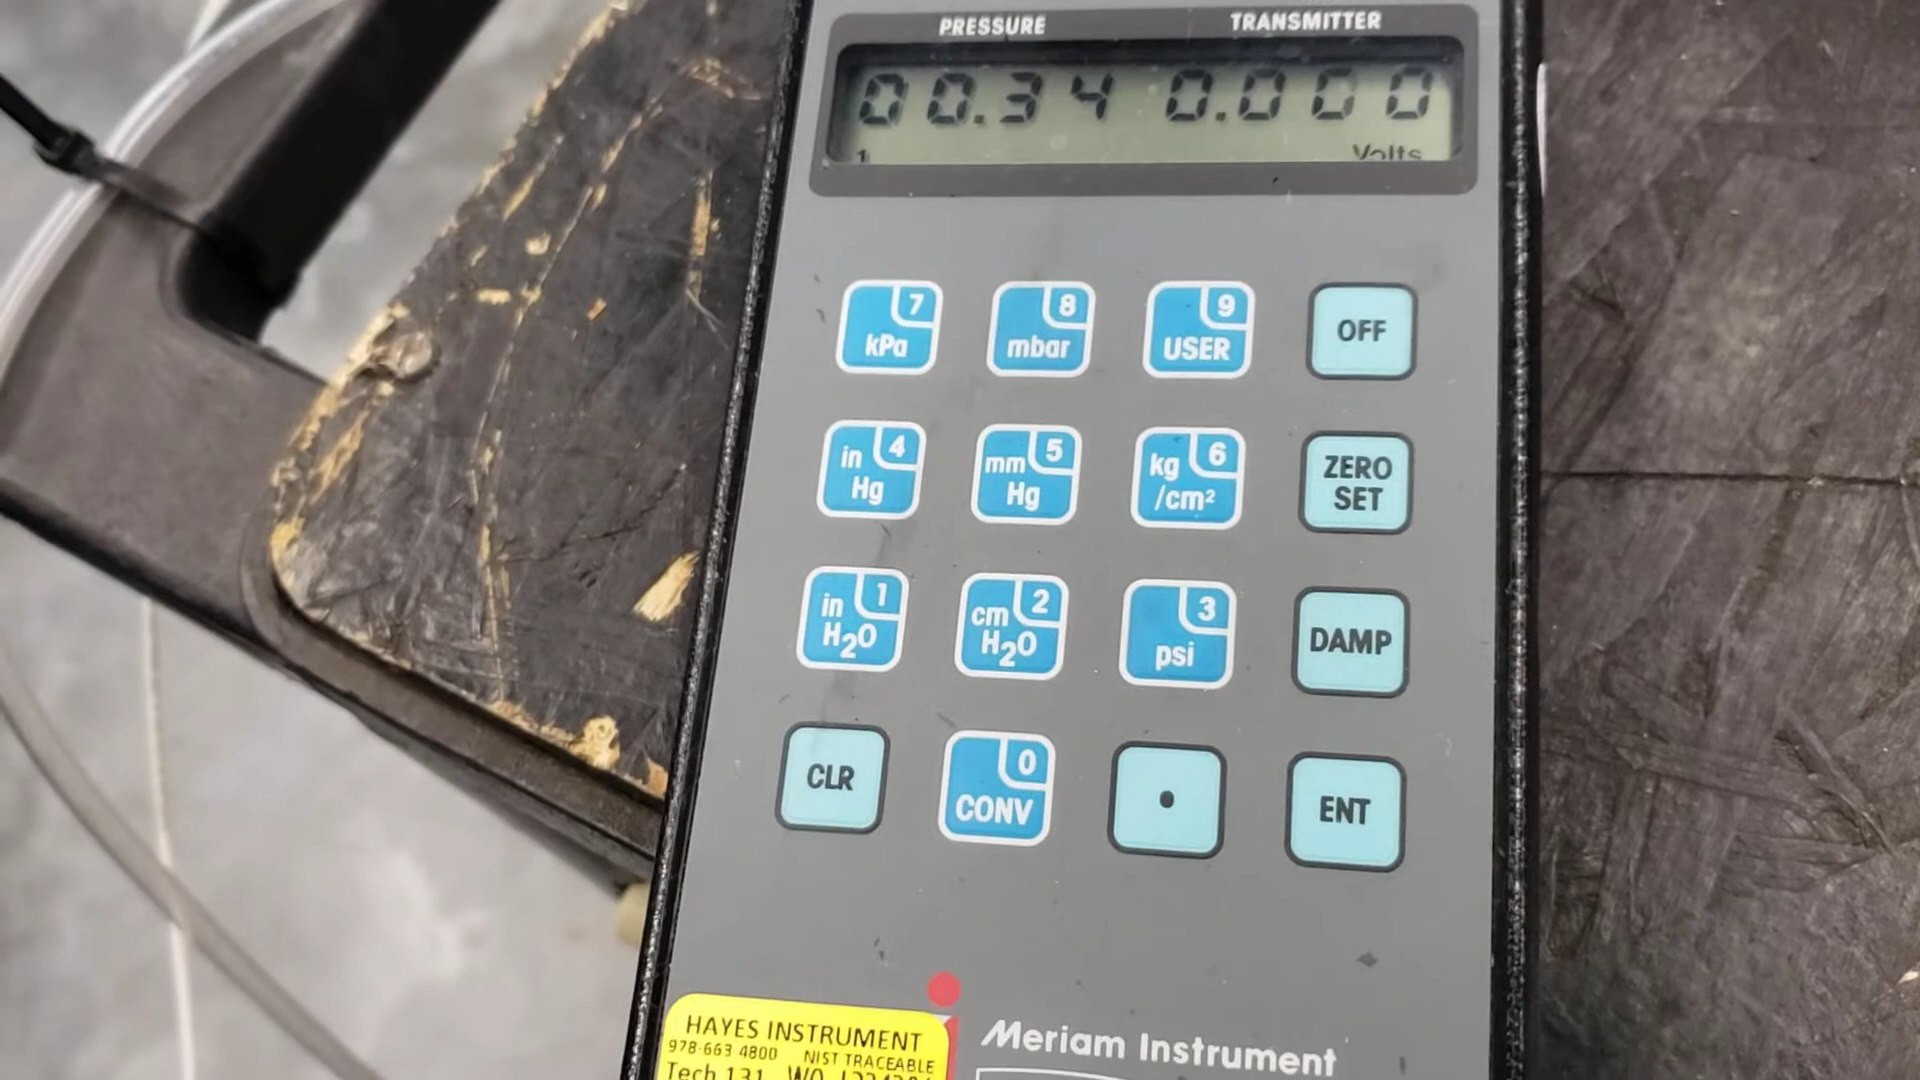 PRESSURE TRANSMITTER
00.34 0.000
1 Volts
7 8 9
kPa mbar USER OFF
4 5 6
in Hg mm Hg kg /cm² ZERO SET
1 2 3
in H2O cm H2O psi DAMP
0
CLR CONV . ENT
Meriam Instrument
HAYES INSTRUMENT
978-663 4800 NIST TRACEABLE
Tech 131 WO